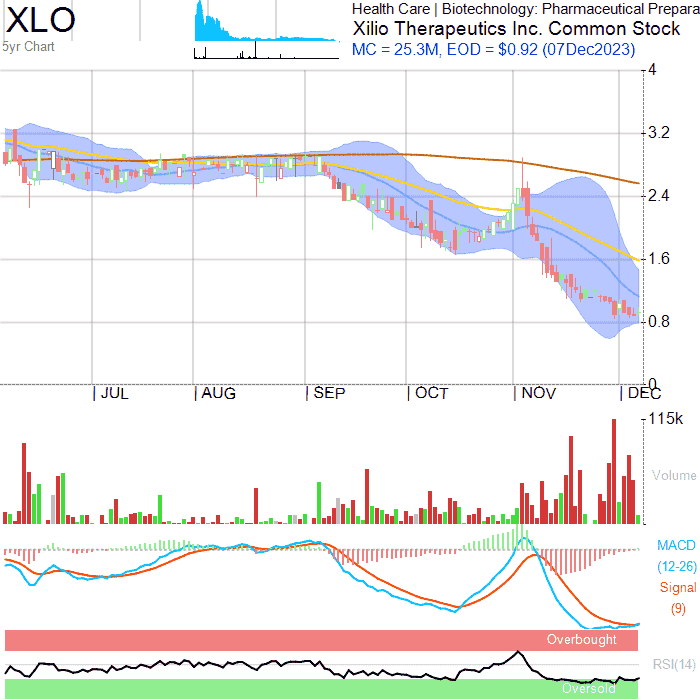 XLO
5yr Chart
Health Care | Biotechnology: Pharmaceutical Prepara
Xilio Therapeutics Inc. Common Stock
MC = 25.3M, EOD = $0.92 (07Dec2023)
4
3.2
2.4
1.6
0.8
0
JUL AUG SEP OCT NOV DEC
115k
Volume
MACD
(12-26)
Signal
(9)
Overbought
RSI(14)
Oversold